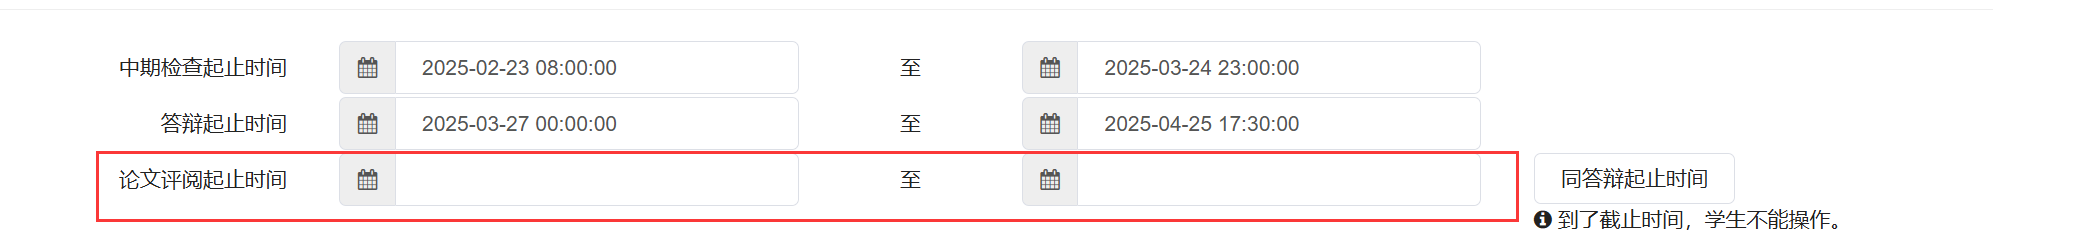 中期检查起止时间 2025-02-23 08:00:00 至 2025-03-24 23:00:00
答辩起止时间 2025-03-27 00:00:00 至 2025-04-25 17:30:00
论文评阅起止时间 至 同答辩起止时间
到了截止时间，学生不能操作。